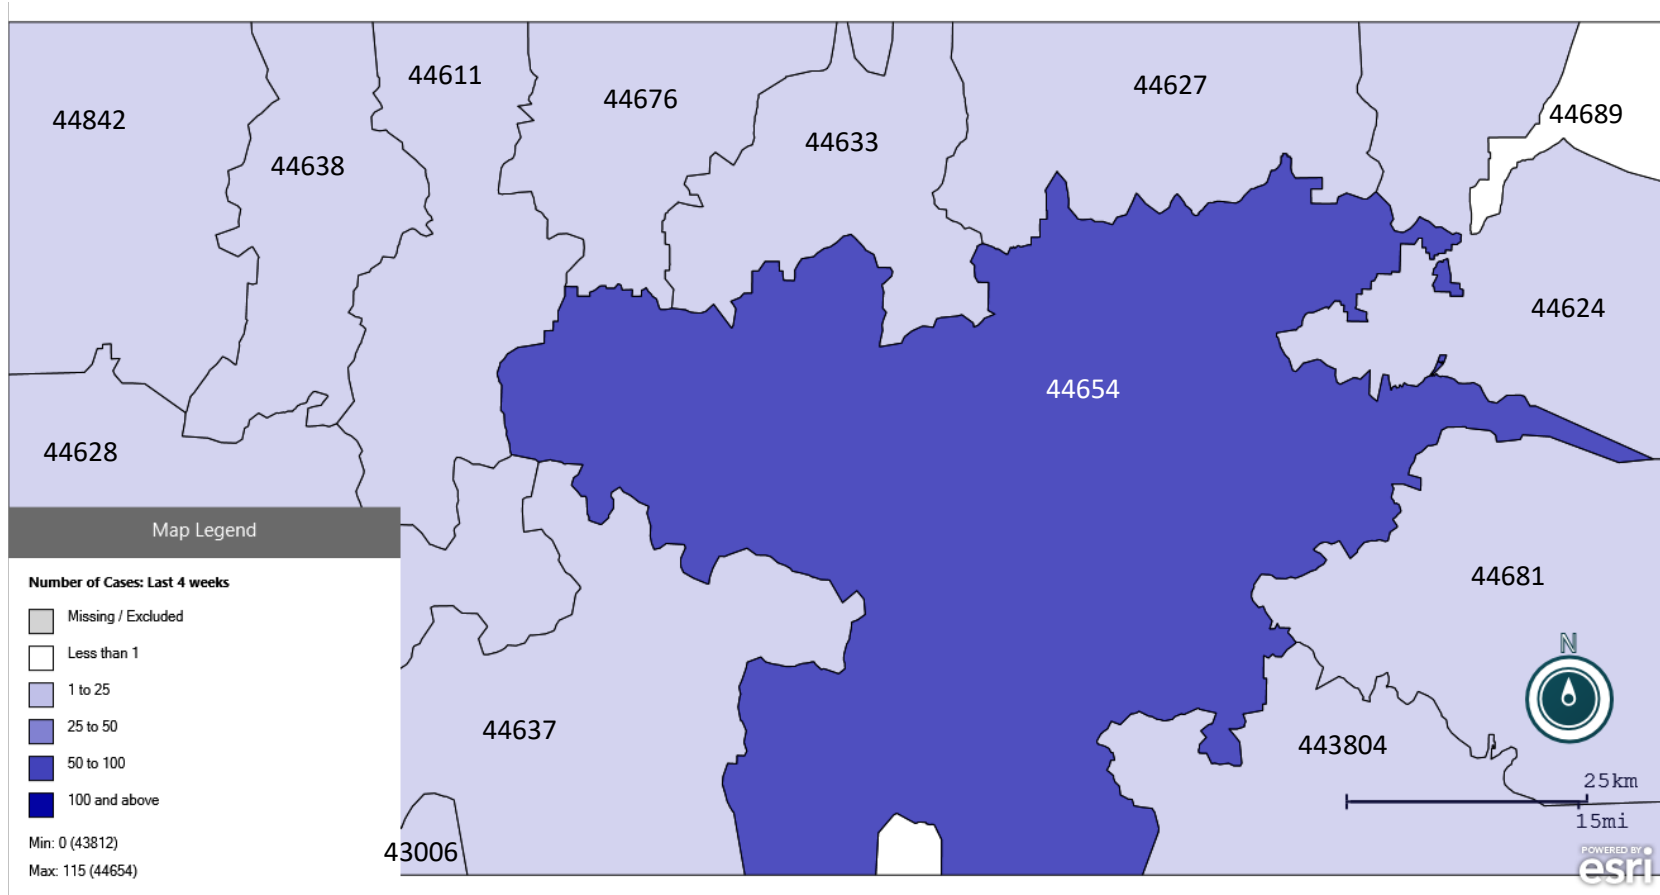 44611
44627
44676
44689
44842
44633
44638
44624
44654
44628
Map Legend
Number of Cases: Last 4 weeks
Missing / Excluded
Less than 1
1 to 25
25 to 50
50 to 100
100 and above
Min: 0 (43812)
Max: 115 (44654)
44681
N
44637
443804
25km
15mi
43006
POWERED BY
esri